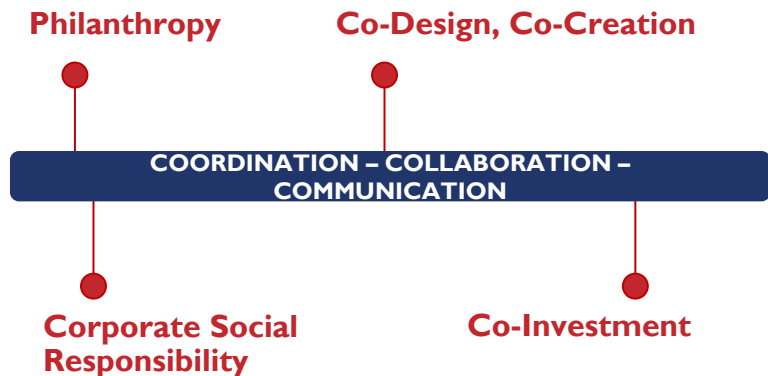 Philanthropy
Co-Design, Co-Creation
COORDINATION – COLLABORATION –
COMMUNICATION
Corporate Social
Responsibility
Co-Investment